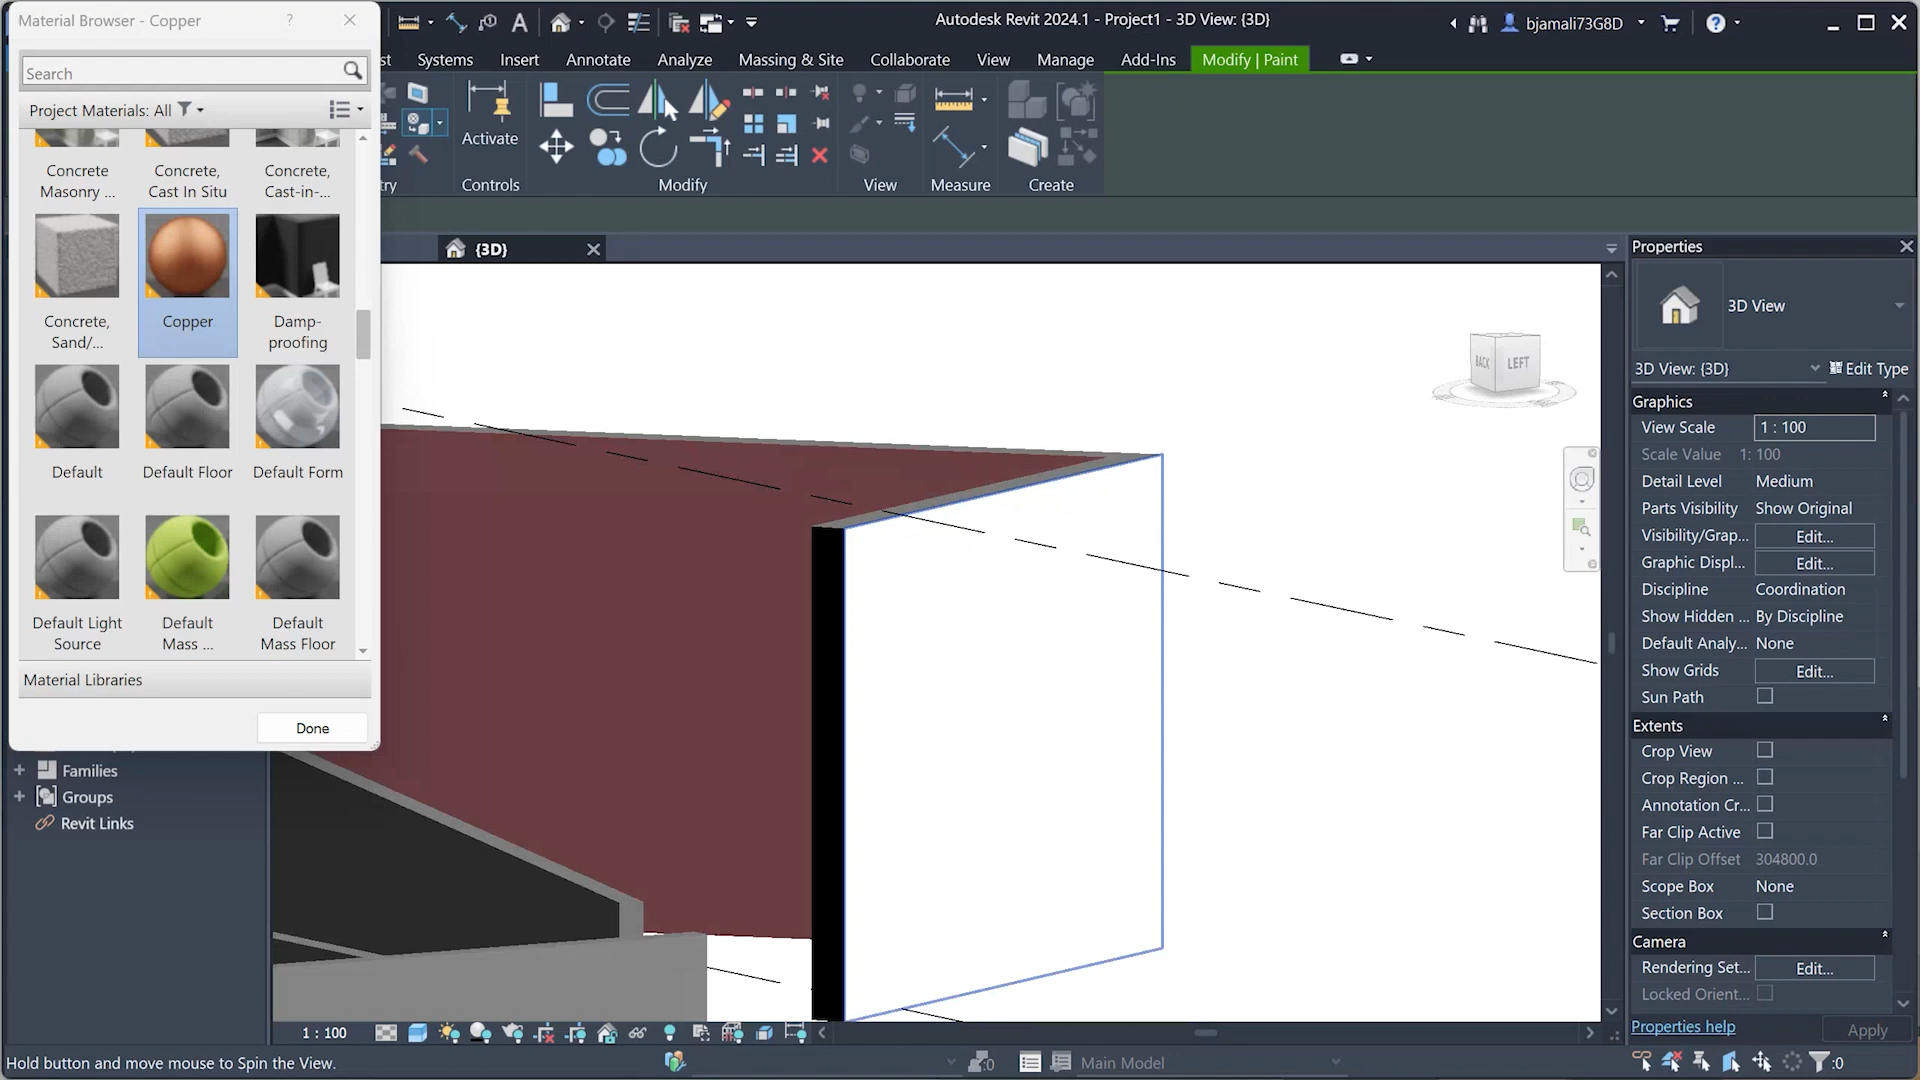 Material Browser - Copper
?
Search
Project Materials: All
Concrete Masonry ...
Concrete, Cast In Situ
Concrete, Cast-in-...
Concrete, Sand/...
Copper
Damp-proofing
Default
Default Floor
Default Form
Default Light Source
Default Mass ...
Default Mass Floor
Material Libraries
Done
Families
Groups
Revit Links
A
Autodesk Revit 2024.1 - Project1 - 3D View: {3D}
bjamali73G8D
?
st
Systems
Insert
Annotate
Analyze
Massing & Site
Collaborate
View
Manage
Add-Ins
Modify | Paint
Activate
try
Controls
Modify
View
Measure
Create
{3D}
BACK
LEFT
Properties
3D View
3D View: {3D}
Edit Type
Graphics
View Scale 1 : 100
Scale Value 1: 100
Detail Level Medium
Parts Visibility Show Original
Visibility/Grap... Edit...
Graphic Displ... Edit...
Discipline Coordination
Show Hidden ... By Discipline
Default Analy... None
Show Grids Edit...
Sun Path
Extents
Crop View
Crop Region ...
Annotation Cr...
Far Clip Active
Far Clip Offset 304800.0
Scope Box None
Section Box
Camera
Rendering Set... Edit...
Locked Orient...
Properties help
Apply
1 : 100
Hold button and move mouse to Spin the View.
:0
Main Model
:0